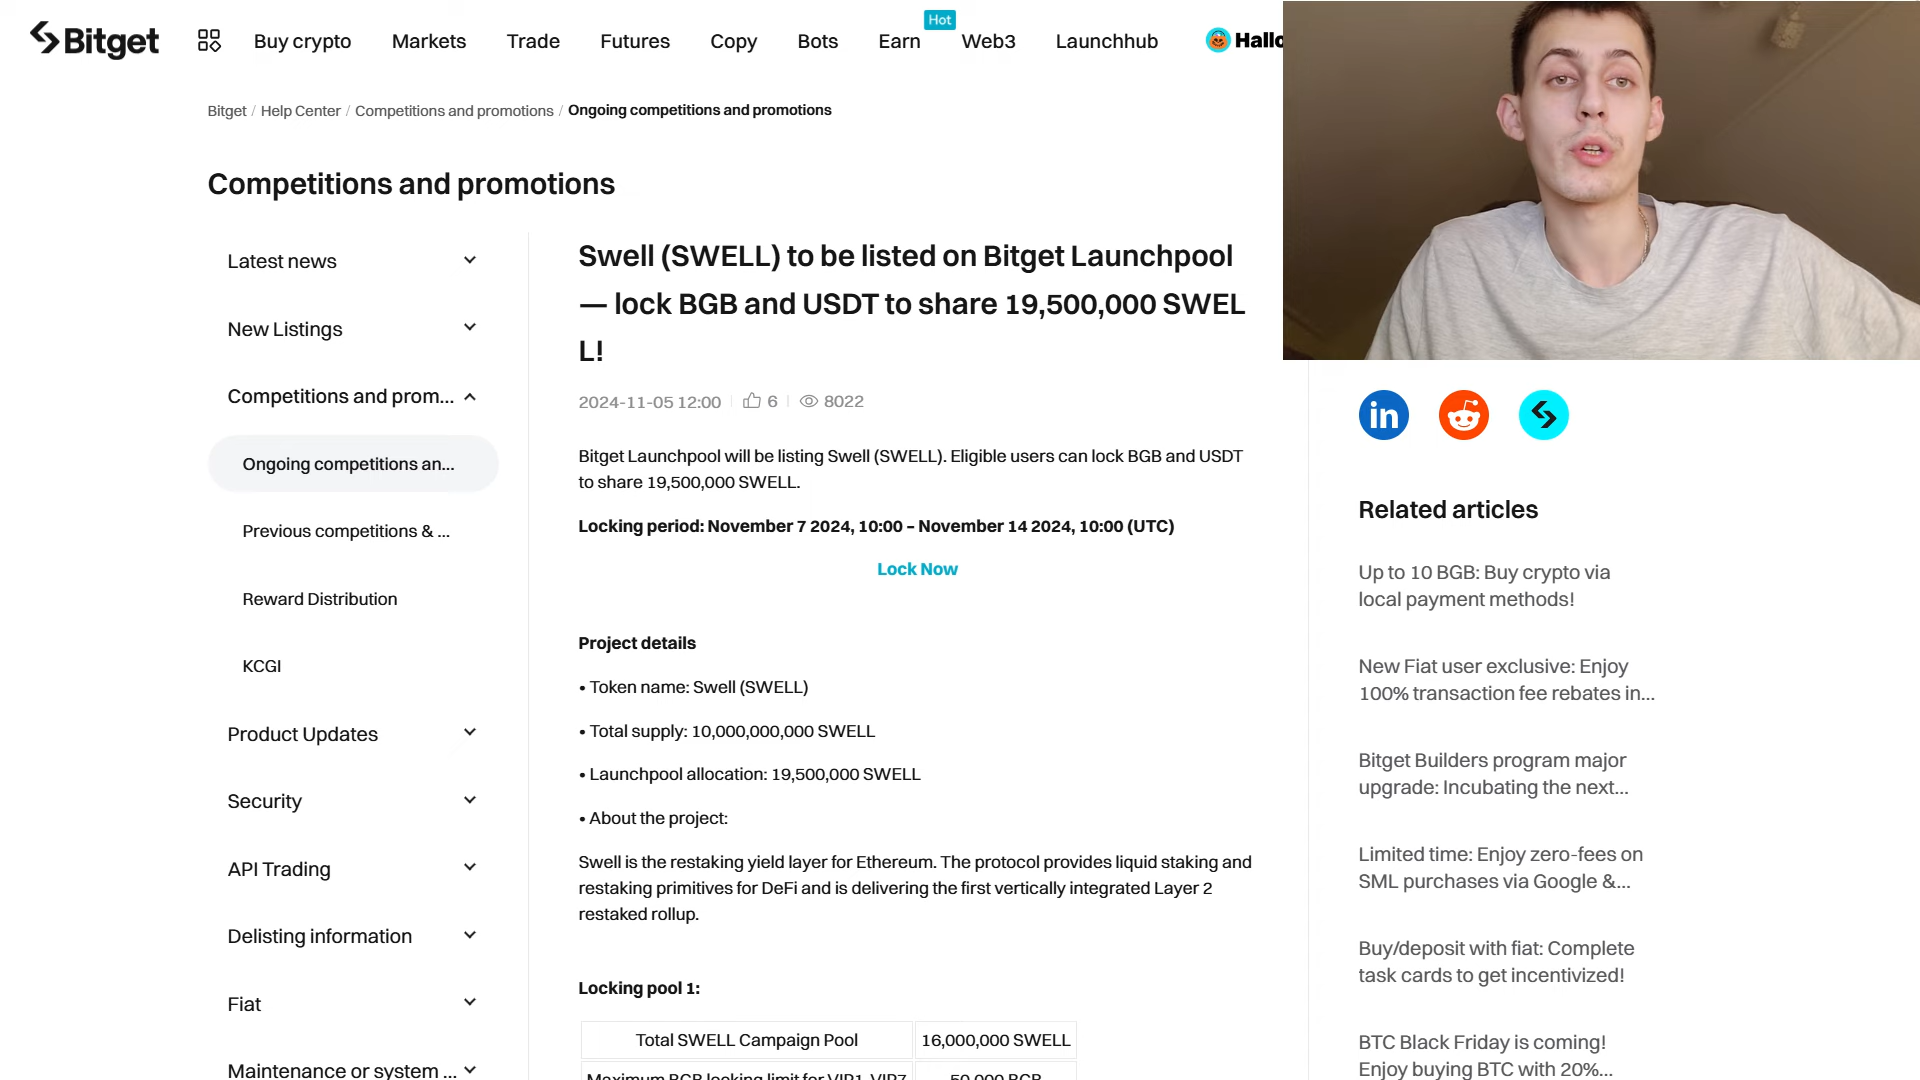 Bitget
Buy crypto
Markets
Trade
Futures
Copy
Bots
Earn
Hot
Web3
Launchhub
Hallo
Bitget / Help Center / Competitions and promotions / Ongoing competitions and promotions
Competitions and promotions
Latest news
New Listings
Competitions and prom...
Ongoing competitions an...
Previous competitions & ...
Reward Distribution
KCGI
Product Updates
Security
API Trading
Delisting information
Fiat
Maintenance or system ...
Swell (SWELL) to be listed on Bitget Launchpool
— lock BGB and USDT to share 19,500,000 SWEL
L!
2024-11-05 12:00 6 8022
Bitget Launchpool will be listing Swell (SWELL). Eligible users can lock BGB and USDT
to share 19,500,000 SWELL.
Locking period: November 7 2024, 10:00 – November 14 2024, 10:00 (UTC)
Lock Now
Project details
• Token name: Swell (SWELL)
• Total supply: 10,000,000,000 SWELL
• Launchpool allocation: 19,500,000 SWELL
• About the project:
Swell is the restaking yield layer for Ethereum. The protocol provides liquid staking and
restaking primitives for DeFi and is delivering the first vertically integrated Layer 2
restaked rollup.
Locking pool 1:
Total SWELL Campaign Pool 16,000,000 SWELL
Maximum BGB locking limit for VIP1-VIP7 50,000 BGB
in
Related articles
Up to 10 BGB: Buy crypto via
local payment methods!
New Fiat user exclusive: Enjoy
100% transaction fee rebates in...
Bitget Builders program major
upgrade: Incubating the next...
Limited time: Enjoy zero-fees on
SML purchases via Google &...
Buy/deposit with fiat: Complete
task cards to get incentivized!
BTC Black Friday is coming!
Enjoy buying BTC with 20%...